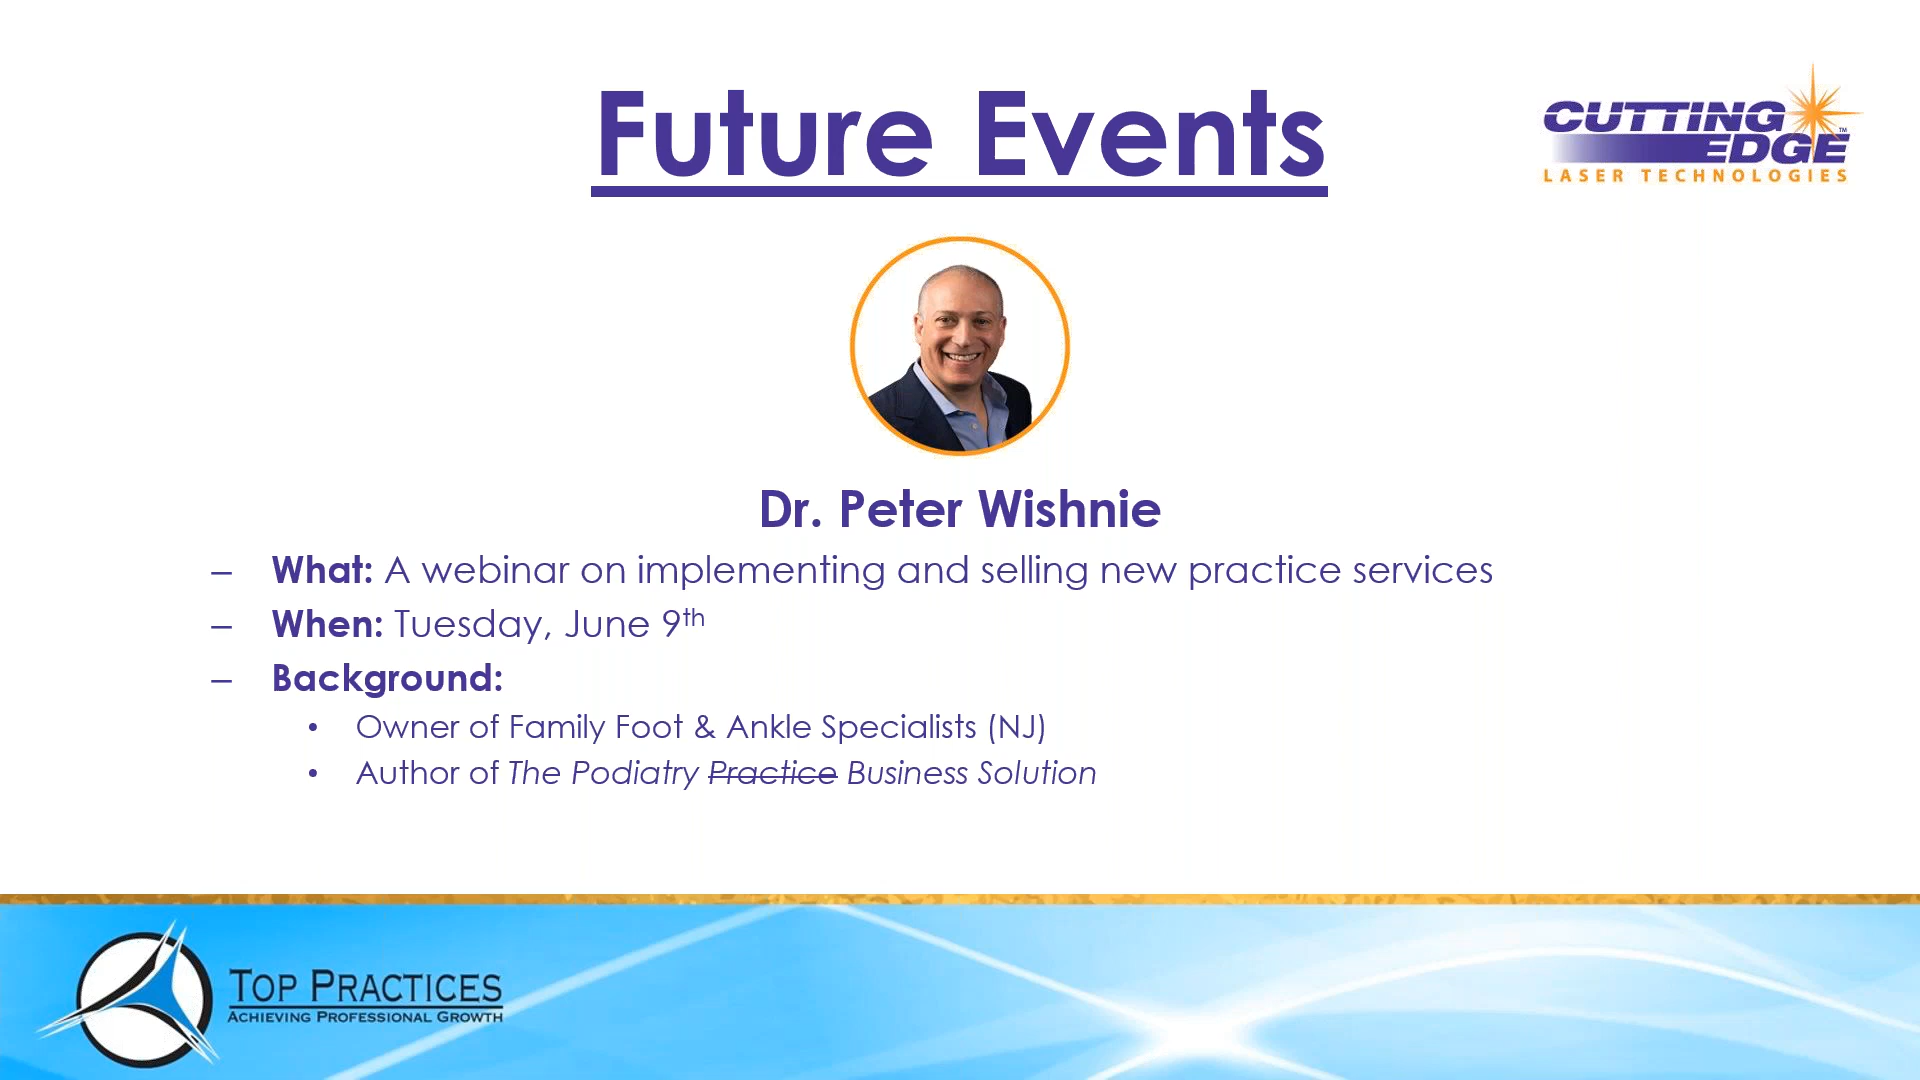 Future Events
CUTTING
EDGE™
LASER TECHNOLOGIES
Dr. Peter Wishnie
– What: A webinar on implementing and selling new practice services
– When: Tuesday, June 9th
– Background:
• Owner of Family Foot & Ankle Specialists (NJ)
• Author of The Podiatry Practice Business Solution
TOP PRACTICES
ACHIEVING PROFESSIONAL GROWTH